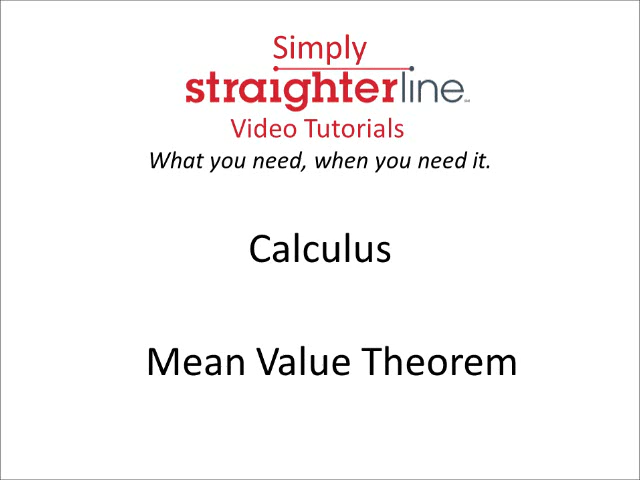 Simply
straighterline
Video Tutorials
What you need, when you need it.
Calculus
Mean Value Theorem